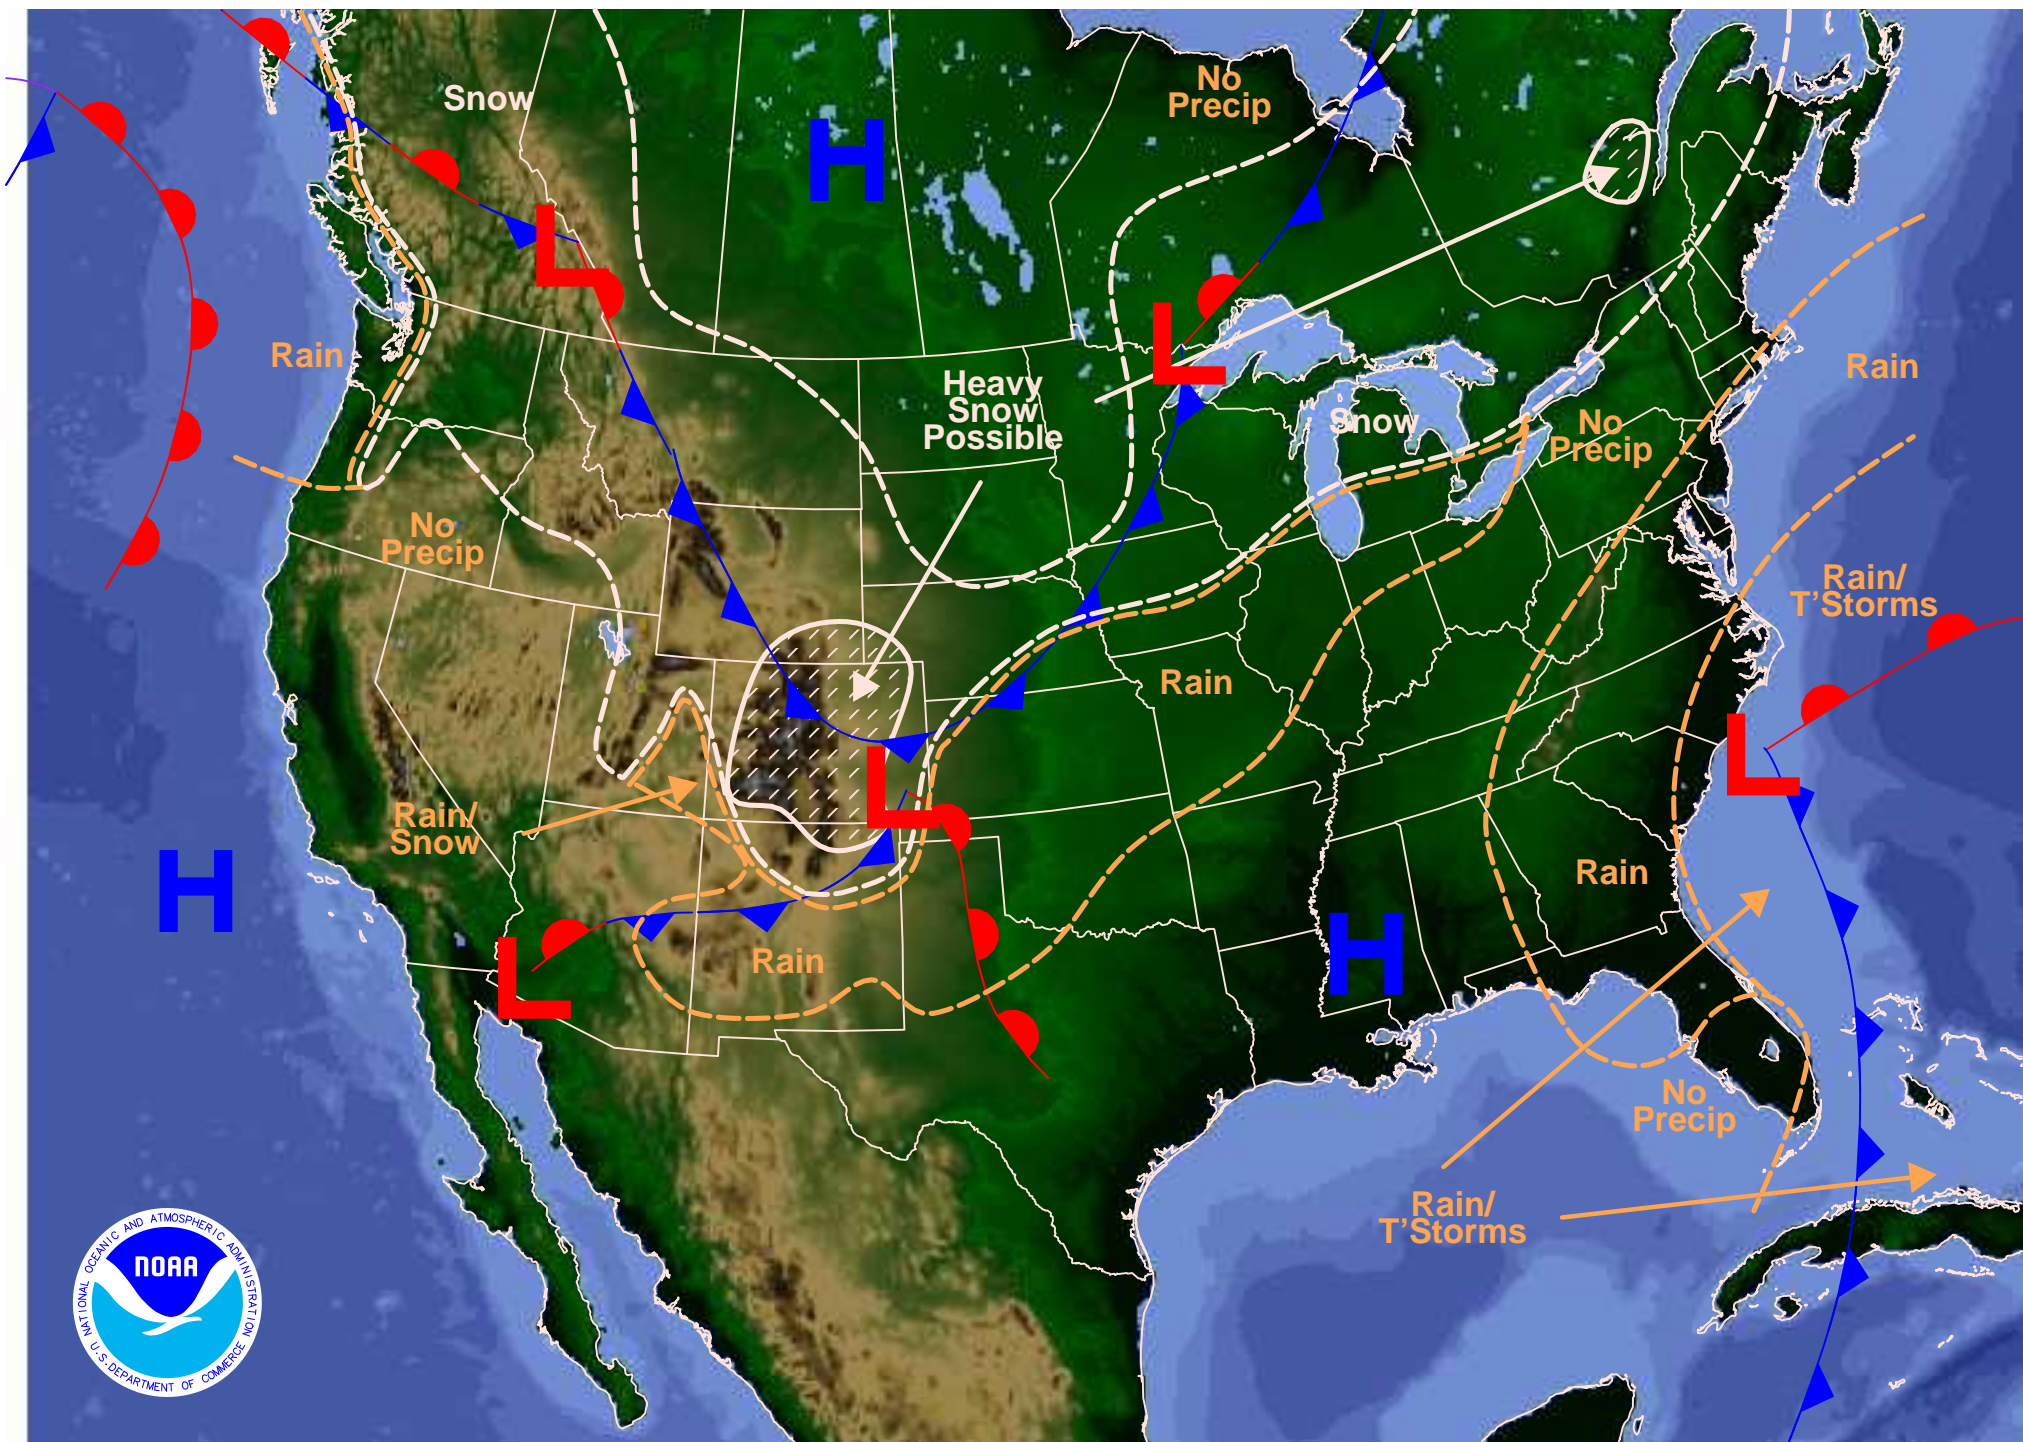 Snow
No
Precip
H
L
Rain
Heavy
Snow
Possible
L
Snow
No
Precip
Rain
No
Precip
Rain/
T'Storms
Rain
L
L
Rain/
Snow
Rain
H
L
Rain
H
No
Precip
Rain/
T'Storms
NATIONAL OCEANIC AND ATMOSPHERIC ADMINISTRATION
NOAA
U.S. DEPARTMENT OF COMMERCE